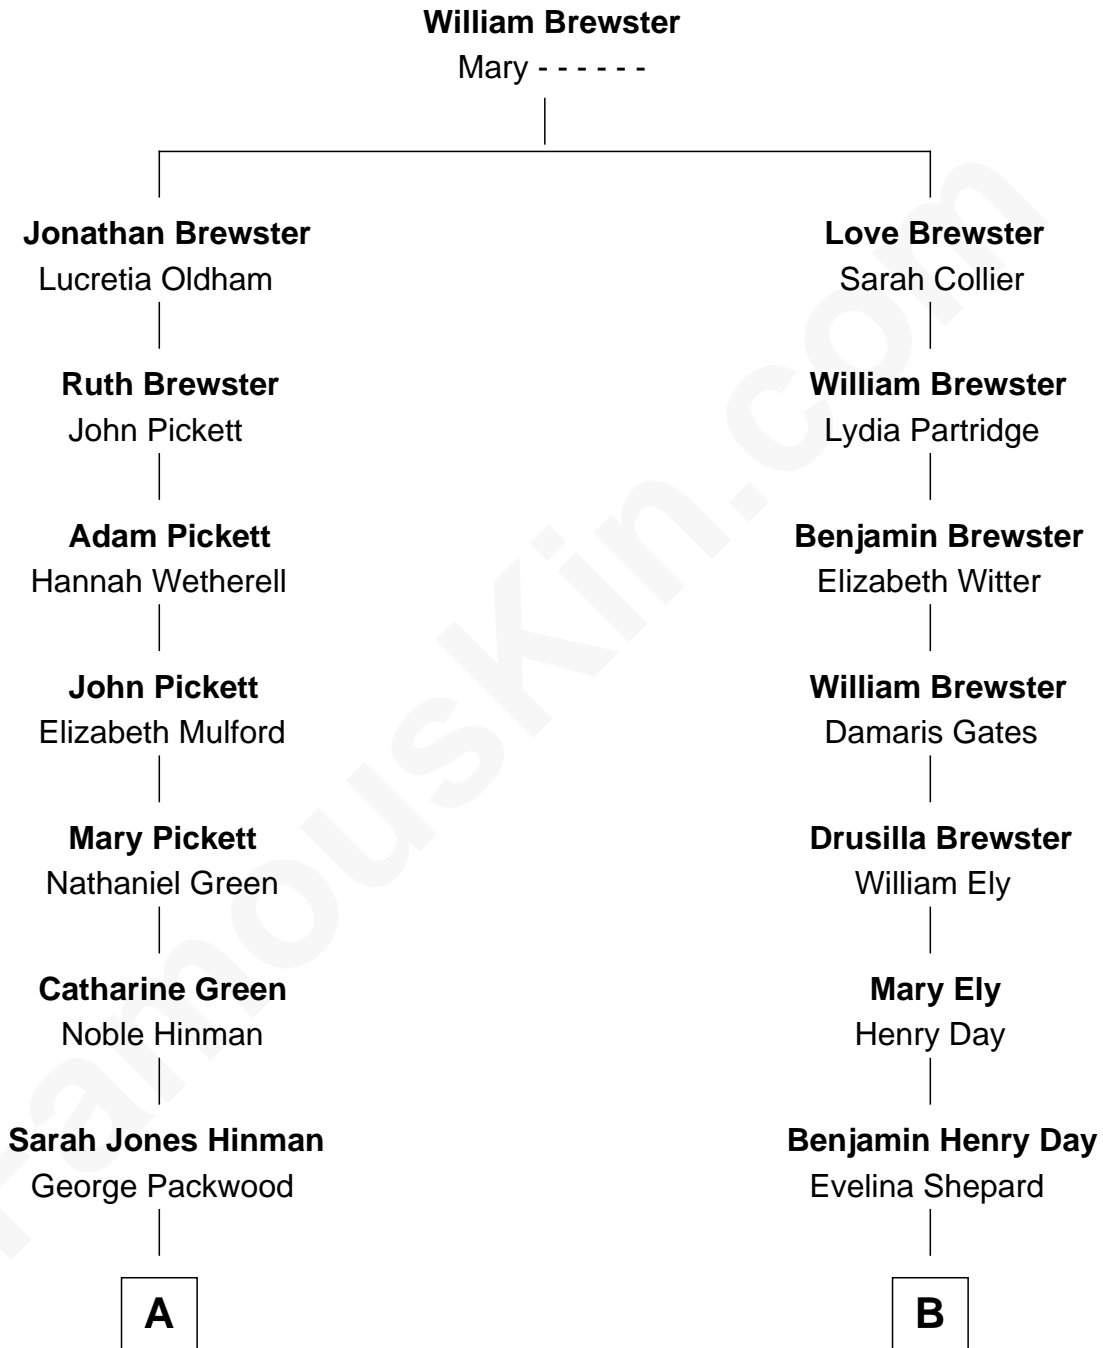 William Brewster
Mary - - - - - -
Jonathan Brewster
Lucretia Oldham
Love Brewster
Sarah Collier
Ruth Brewster
John Pickett
William Brewster
Lydia Partridge
Adam Pickett
Hannah Wetherell
Benjamin Brewster
Elizabeth Witter
John Pickett
Elizabeth Mulford
William Brewster
Damaris Gates
Mary Pickett
Nathaniel Green
Drusilla Brewster
William Ely
Catharine Green
Noble Hinman
Mary Ely
Henry Day
Sarah Jones Hinman
George Packwood
Benjamin Henry Day
Evelina Shepard
A
B
FamousKin.com